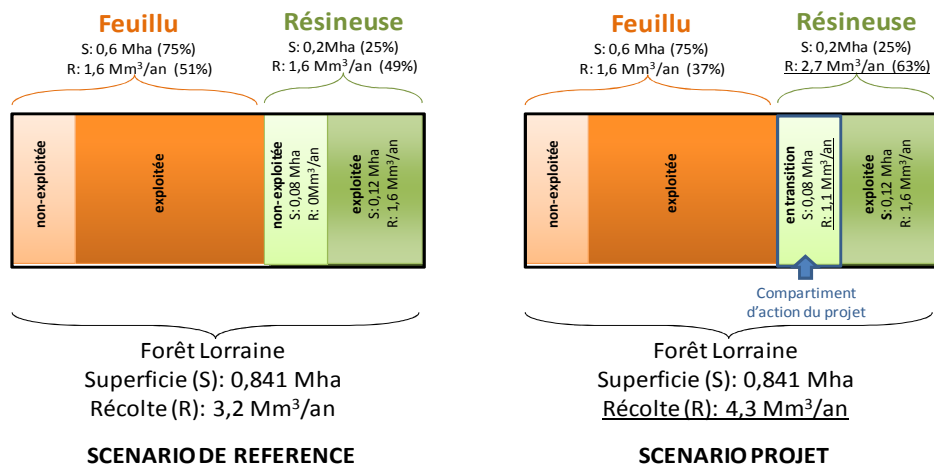 Feuillu
S: 0,6 Mha (75%)
R: 1,6 Mm³/an (51%)
Résineuse
S: 0,2Mha (25%)
R: 1,6 Mm³/an (49%)
non-exploitée
exploitée
non-exploitée
S: 0,08 Mha
R: 0Mm³/an
exploitée
S: 0,12 Mha
R: 1,6 Mm³/an
Forêt Lorraine
Superficie (S): 0,841 Mha
Récolte (R): 3,2 Mm³/an
SCENARIO DE REFERENCE
Feuillu
S: 0,6 Mha (75%)
R: 1,6 Mm³/an (37%)
Résineuse
S: 0,2Mha (25%)
R: 2,7 Mm³/an (63%)
non-exploitée
exploitée
en transition
S: 0,08 Mha
R: 1,1 Mm³/an
exploitée
S: 0,12 Mha
R: 1,6 Mm³/an
Compartiment
d'action du projet
Forêt Lorraine
Superficie (S): 0,841 Mha
Récolte (R): 4,3 Mm³/an
SCENARIO PROJET